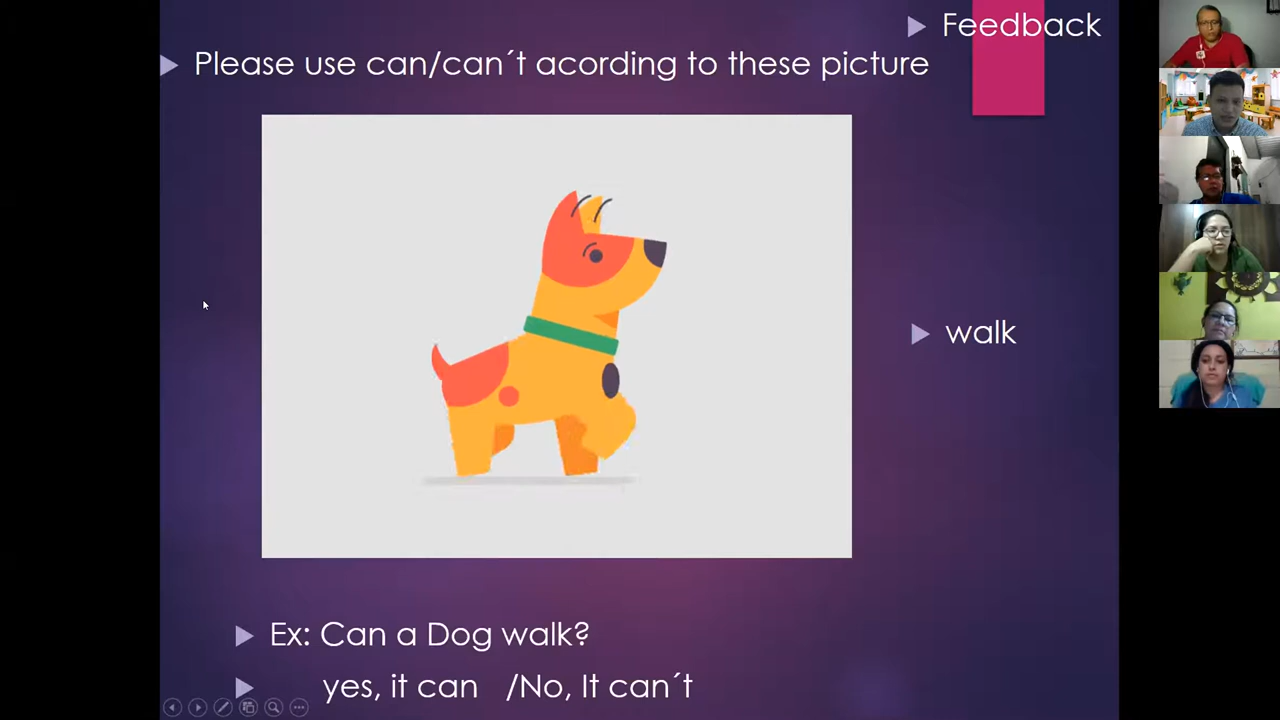 Feedback
Please use can/can´t acording to these picture
walk
Ex: Can a Dog walk?
yes, it can /No, It can´t